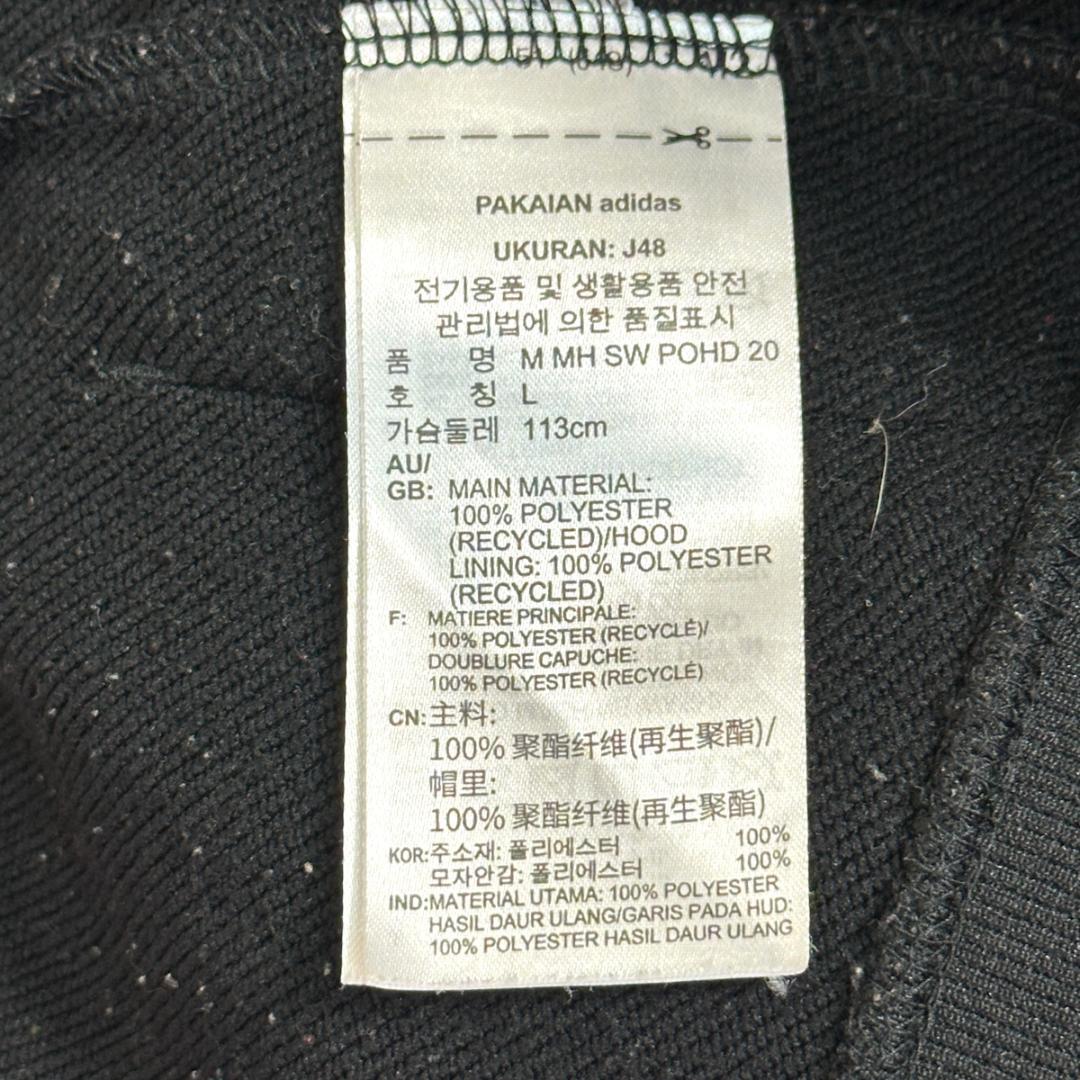 PAKAIAN adidas
UKURAN: J48
전기용품 및 생활용품 안전
관리법에 의한 품질표시
품 명 M MH SW POHD 20
호 칭 L
가슴둘레 113cm
AU/
GB: MAIN MATERIAL:
100% POLYESTER
(RECYCLED)/HOOD
LINING: 100% POLYESTER
(RECYCLED)
F: MATIERE PRINCIPALE:
100% POLYESTER (RECYCLÉ)/
DOUBLURE CAPUCHE:
100% POLYESTER (RECYCLÉ)
CN: 主料:
100% 聚酯纤维(再生聚酯)/
帽里:
100% 聚酯纤维(再生聚酯)
KOR:주소재: 폴리에스터 100%
모자안감: 폴리에스터 100%
IND:MATERIAL UTAMA: 100% POLYESTER
HASIL DAUR ULANG/GARIS PADA HUD:
100% POLYESTER HASIL DAUR ULANG